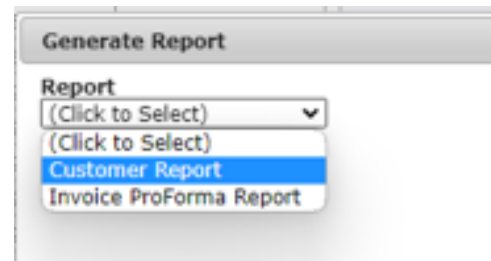 Generate Report
Report
(Click to Select)
(Click to Select)
Customer Report
Invoice ProForma Report